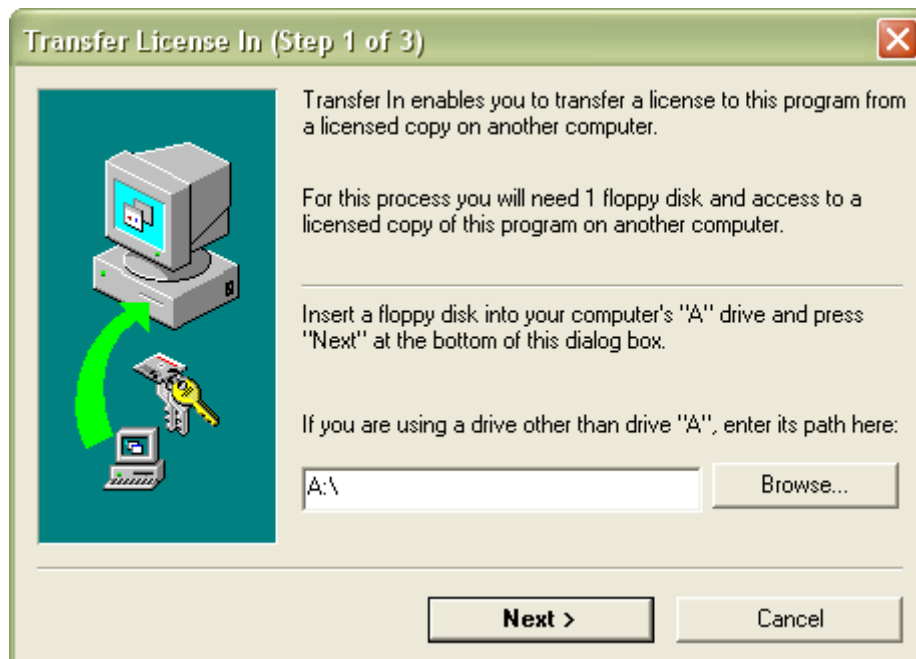 Transfer License In (Step 1 of 3)
Transfer In enables you to transfer a license to this program from
a licensed copy on another computer.
For this process you will need 1 floppy disk and access to a
licensed copy of this program on another computer.
Insert a floppy disk into your computer's "A" drive and press
"Next" at the bottom of this dialog box.
If you are using a drive other than drive "A", enter its path here:
A:\
Browse...
Next >
Cancel